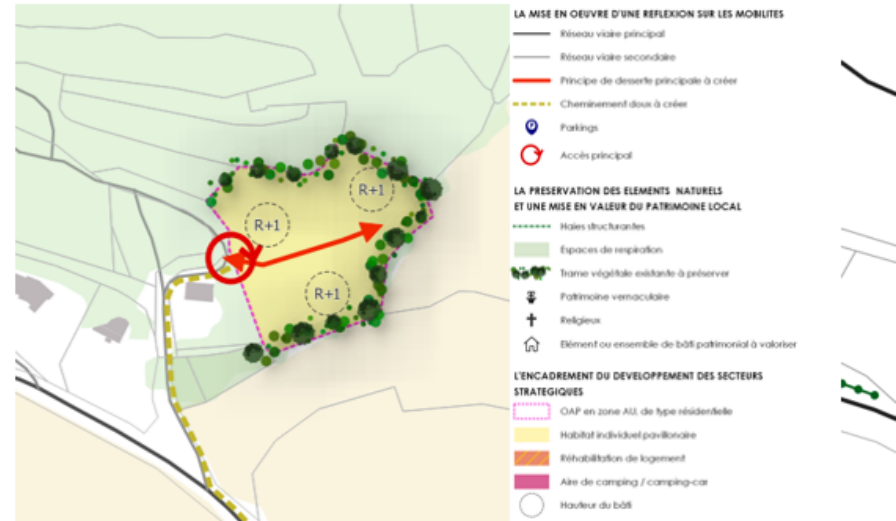 R+1
R+1
R+1
LA MISE EN OEUVRE D'UNE REFLEXION SUR LES MOBILITES
Réseau viaire principal
Réseau viaire secondaire
Principe de desserte principale à créer
Cheminement doux à créer
P
Parkings
Accès principal
LA PRESERVATION DES ELEMENTS NATURELS
ET UNE MISE EN VALEUR DU PATRIMOINE LOCAL
Haies structurantes
Espaces de respiration
Trame végétale existante à préserver
Patrimoine vernaculaire
Religieux
Elément ou ensemble de bâti patrimonial à valoriser
L'ENCADREMENT DU DEVELOPPEMENT DES SECTEURS
STRATEGIQUES
OAP en zone AU, de type résidentielle
Habitat individuel pavillonaire
Réhabilitation de logement
Aire de camping / camping-car
Hauteur du bâti